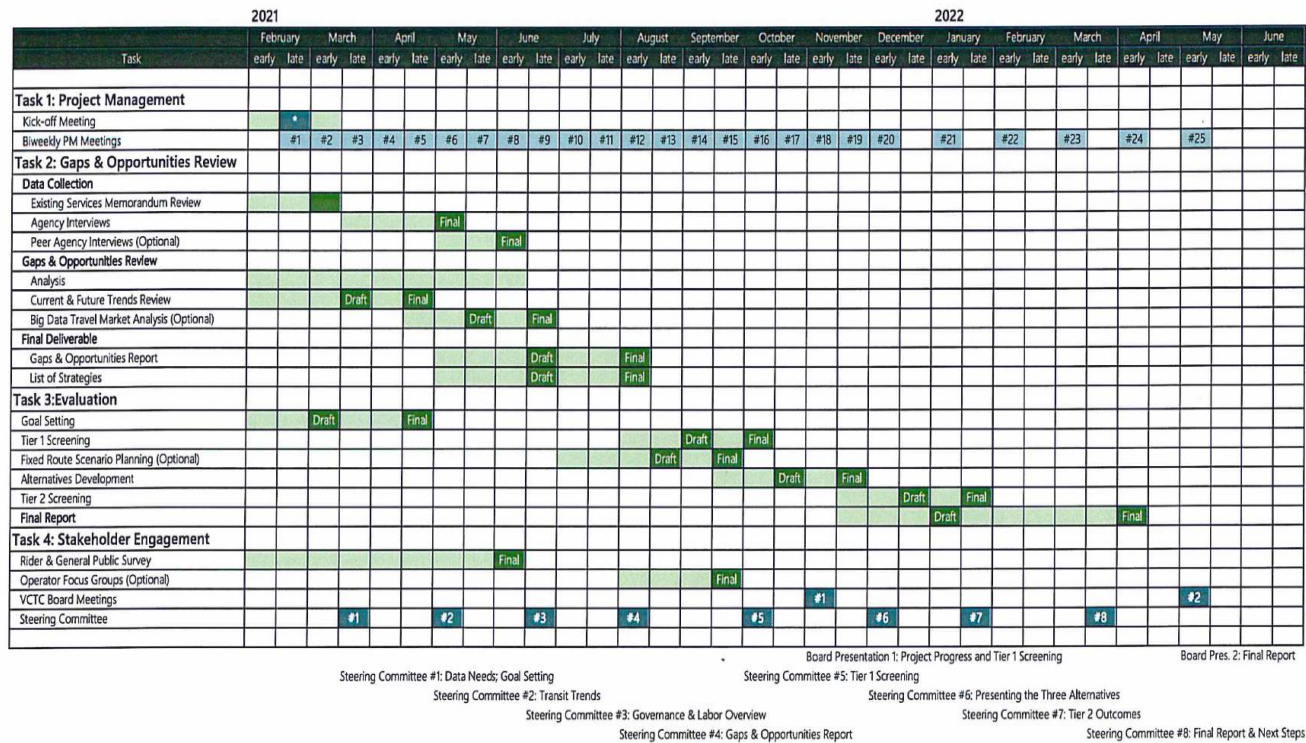 2021 2022
February March April May June July August September October November December January February March April May June
Task early late early late early late early late early late early late early late early late early late early late early late early late early late early late early late early late early late
Task 1: Project Management
Kick-off Meeting *
Biweekly PM Meetings #1 #2 #3 #4 #5 #6 #7 #8 #9 #10 #11 #12 #13 #14 #15 #16 #17 #18 #19 #20 #21 #22 #23 #24 #25
Task 2: Gaps & Opportunities Review
Data Collection
Existing Services Memorandum Review
Agency Interviews Final
Peer Agency Interviews (Optional) Final
Gaps & Opportunities Review
Analysis
Current & Future Trends Review Draft Final
Big Data Travel Market Analysis (Optional) Draft Final
Final Deliverable
Gaps & Opportunities Report Draft Final
List of Strategies Draft Final
Task 3:Evaluation
Goal Setting Draft Final
Tier 1 Screening Draft Final
Fixed Route Scenario Planning (Optional) Draft Final
Alternatives Development Draft Final
Tier 2 Screening Draft Final
Final Report Draft Final
Task 4: Stakeholder Engagement
Rider & General Public Survey Final
Operator Focus Groups (Optional) Final
VCTC Board Meetings #1 #2
Steering Committee #1 #2 #3 #4 #5 #6 #7 #8
Board Presentation 1: Project Progress and Tier 1 Screening Board Pres. 2: Final Report
Steering Committee #1: Data Needs; Goal Setting Steering Committee #5: Tier 1 Screening
Steering Committee #2: Transit Trends Steering Committee #6: Presenting the Three Alternatives
Steering Committee #3: Governance & Labor Overview Steering Committee #7: Tier 2 Outcomes
Steering Committee #4: Gaps & Opportunities Report Steering Committee #8: Final Report & Next Steps